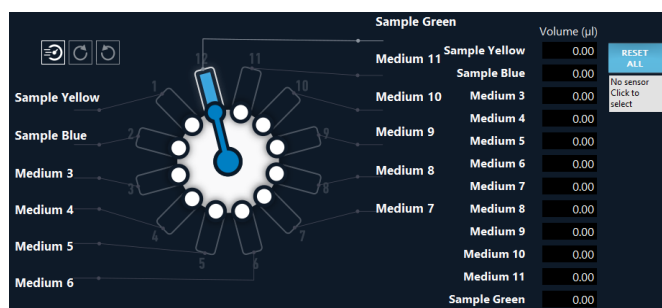 Sample Green
Volume (µl)
Medium 11
Sample Yellow 0.00
RESET
ALL
12
11
Sample Blue 0.00
No sensor
Click to
select
1
10
Sample Yellow
Medium 10
Medium 3 0.00
Medium 4 0.00
Sample Blue
2
9
Medium 9
Medium 5 0.00
Medium 6 0.00
Medium 3
3
8
Medium 8
Medium 7 0.00
Medium 4
Medium 7
Medium 8 0.00
4
7
Medium 9 0.00
Medium 5
5
6
Medium 10 0.00
Medium 6
Medium 11 0.00
Sample Green 0.00